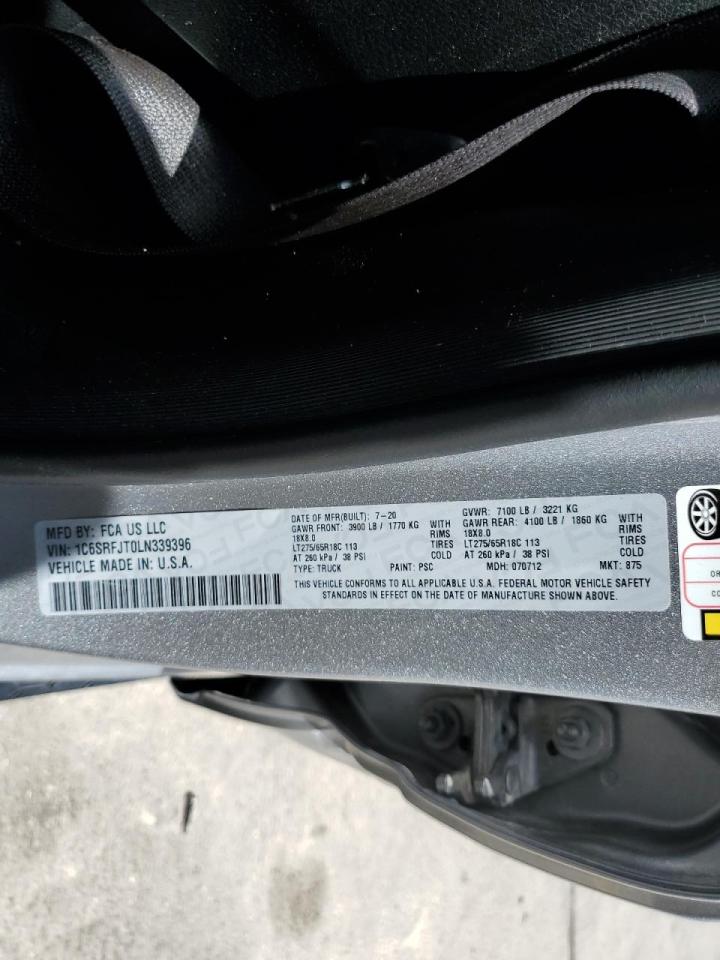 MFD BY: FCA US LLC
VIN: 1C6SRFJT0LN339396
VEHICLE MADE IN: U.S.A.
DATE OF MFR(BUILT): 7-20
GAWR FRONT: 3900 LB / 1770 KG WITH
18X8.0 RIMS
LT275/65R18C 113 TIRES
AT 260 kPa / 38 PSI COLD
TYPE: TRUCK PAINT: PSC
GVWR: 7100 LB / 3221 KG
GAWR REAR: 4100 LB / 1860 KG WITH
18X8.0 RIMS
LT275/65R18C 113 TIRES
AT 260 kPa / 38 PSI COLD
MDH: 070712 MKT: 875
THIS VEHICLE CONFORMS TO ALL APPLICABLE U.S.A. FEDERAL MOTOR VEHICLE SAFETY
STANDARDS IN EFFECT ON THE DATE OF MANUFACTURE SHOWN ABOVE.